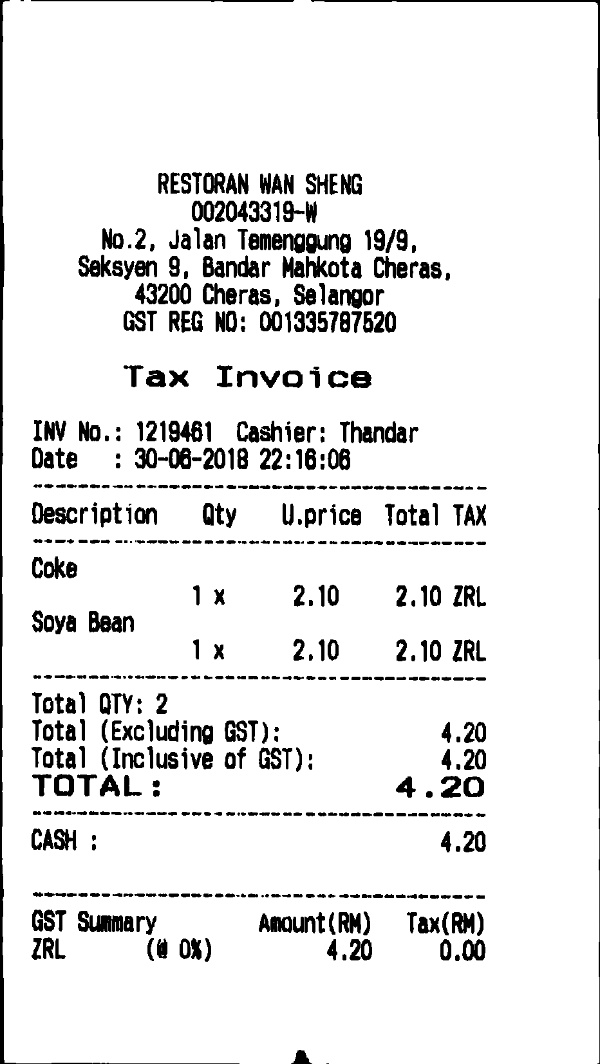 RESTORAN WAN SHENG
002043319-W
No.2, Jalan Temenggung 19/9,
Seksyen 9, Bandar Mahkota Cheras,
43200 Cheras, Selangor
GST REG NO: 001335787520
Tax Invoice
INV No.: 1219461 Cashier: Thandar
Date : 30-06-2018 22:16:06
Description Qty U.price Total TAX
Coke
1 x 2.10 2.10 ZRL
Soya Bean
1 x 2.10 2.10 ZRL
Total QTY: 2
Total (Excluding GST): 4.20
Total (Inclusive of GST): 4.20
TOTAL: 4.20
CASH : 4.20
GST Summary Amount(RM) Tax(RM)
ZRL (@ 0%) 4.20 0.00